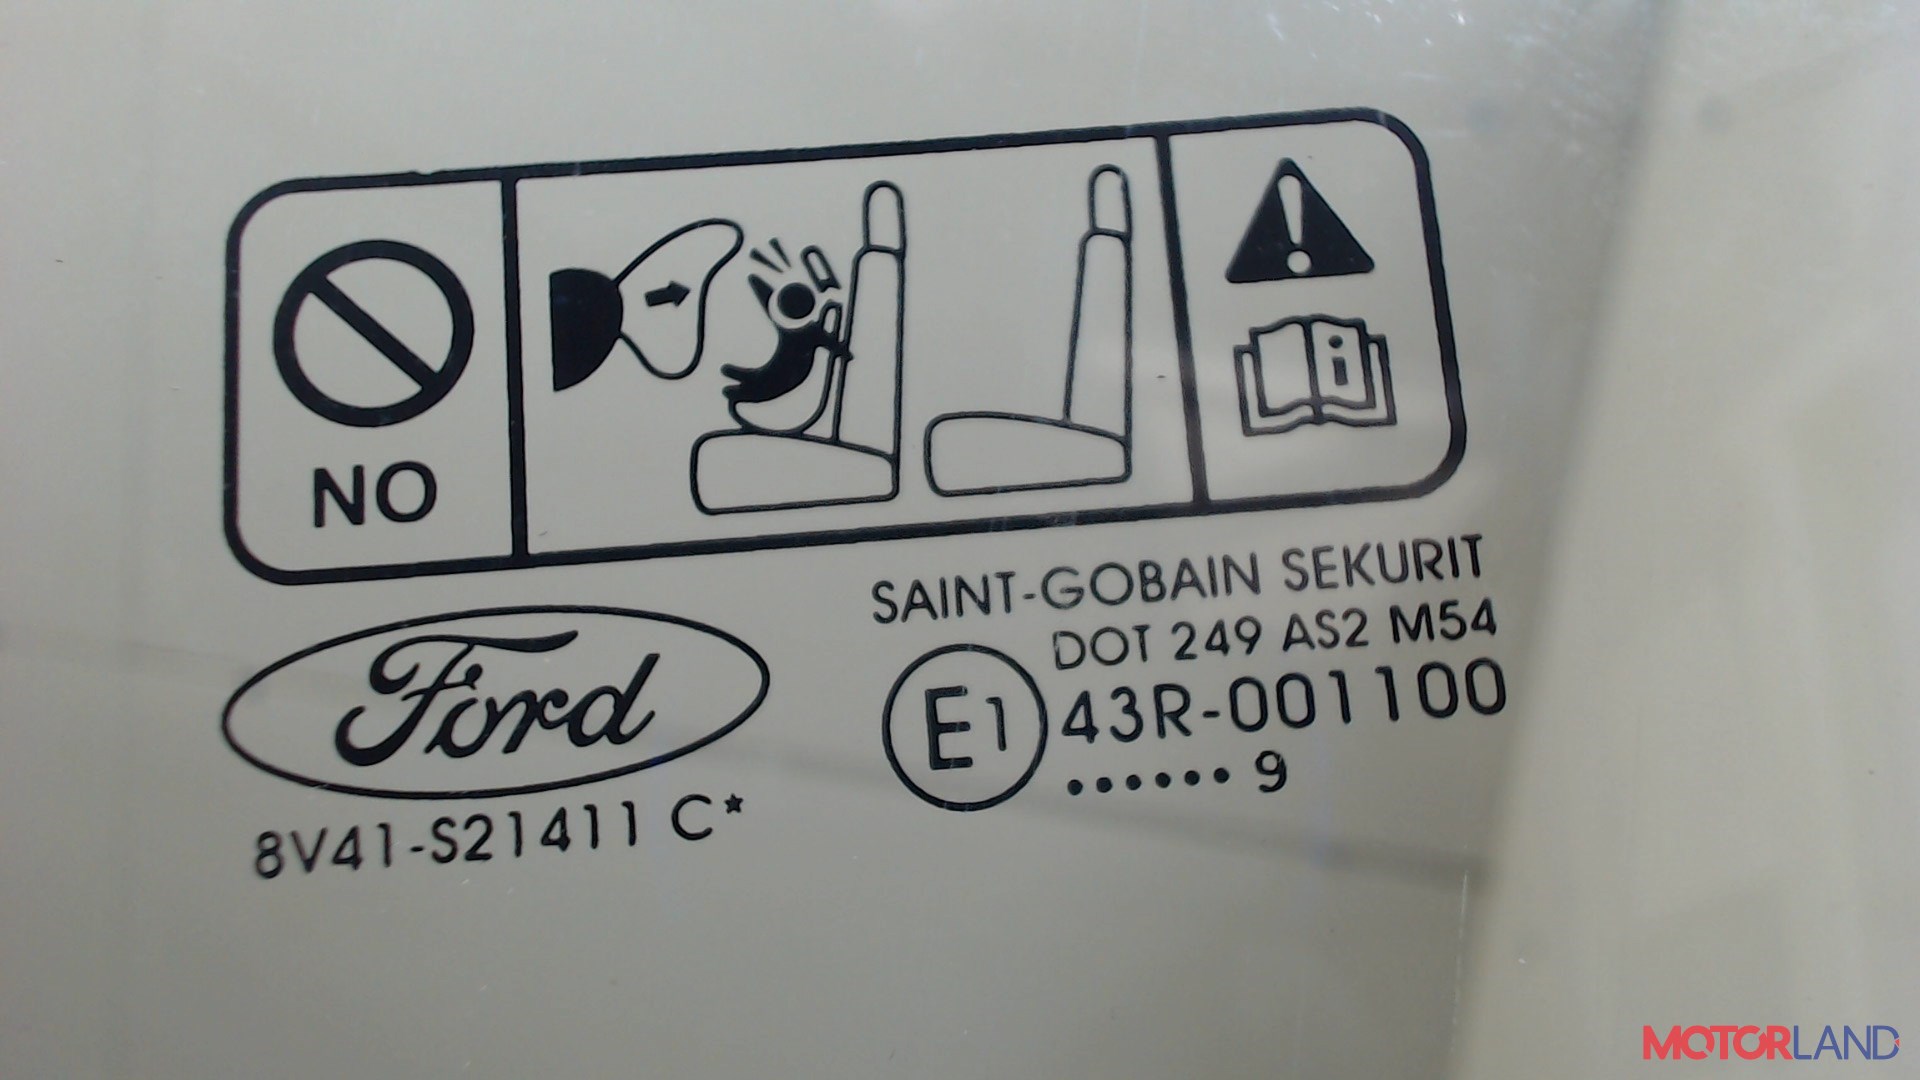 NO
SAINT-GOBAIN SEKURIT
DOT 249 AS2 M54
E1 43R-001100
...... 9
Ford
8V41-S21411 C*
MOTORLAND